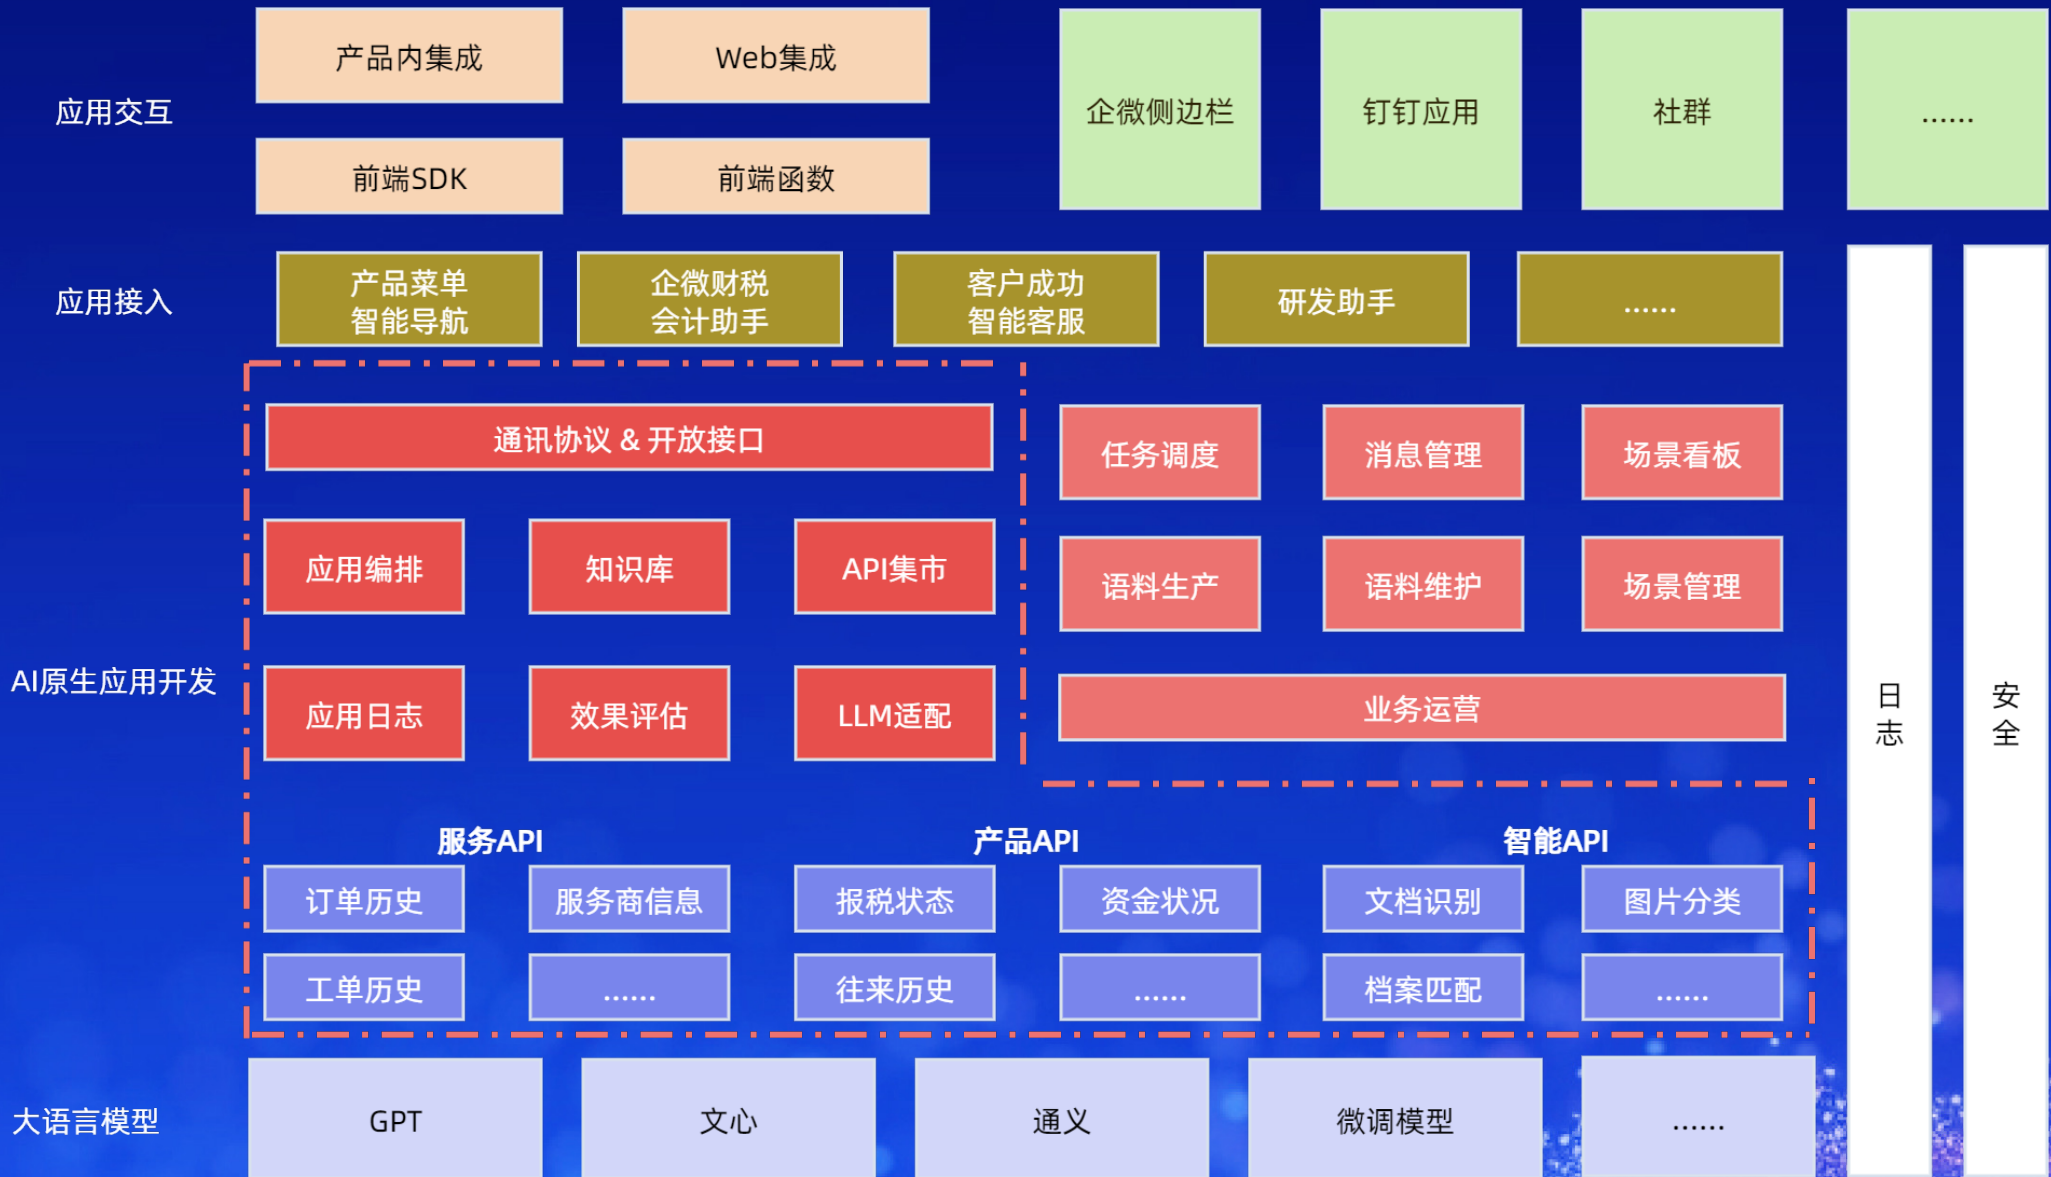 应用交互
产品内集成
Web集成
前端SDK
前端函数
企微侧边栏
钉钉应用
社群
......
应用接入
产品菜单
智能导航
企微财税
会计助手
客户成功
智能客服
研发助手
......
AI原生应用开发
通讯协议 & 开放接口
应用编排
知识库
API集市
应用日志
效果评估
LLM适配
任务调度
消息管理
场景看板
语料生产
语料维护
场景管理
业务运营
服务API
产品API
智能API
订单历史
服务商信息
报税状态
资金状况
文档识别
图片分类
工单历史
......
往来历史
......
档案匹配
......
大语言模型
GPT
文心
通义
微调模型
......
日
志
安
全